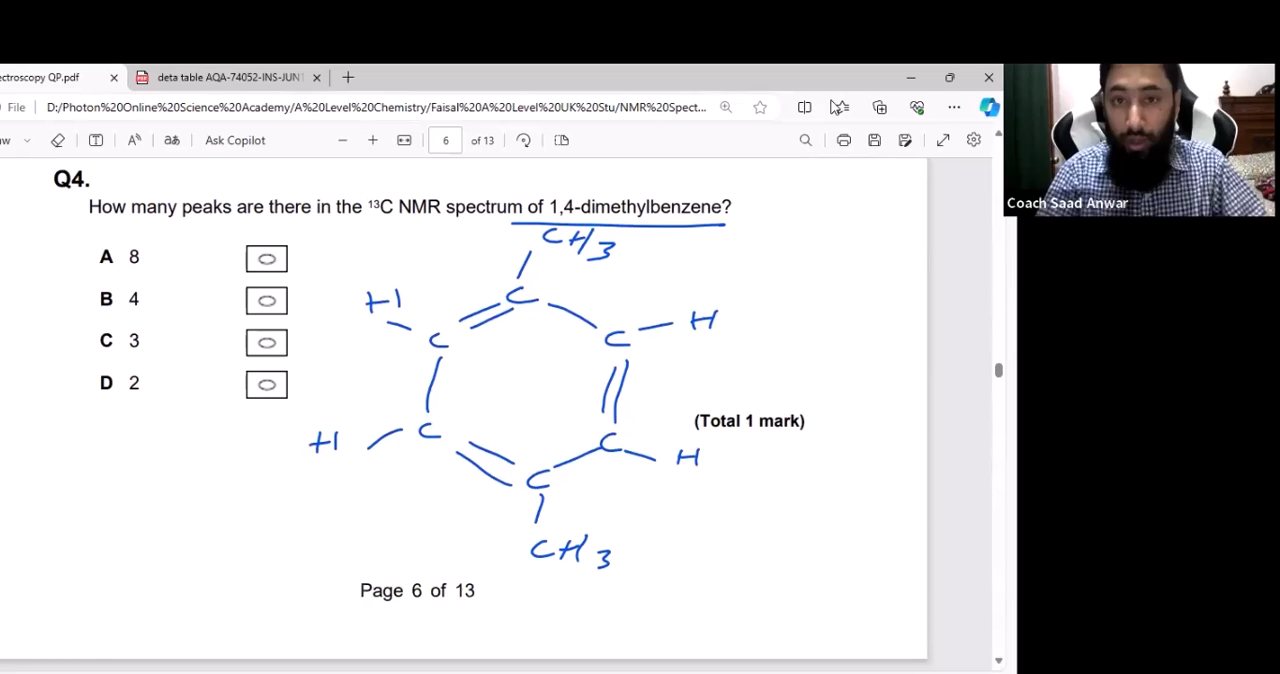 ectroscopy QP.pdf
deta table AQA-74052-INS-JUN
File
D:/Photon%20Online%20Science%20Academy/A%20Level%20Chemistry/Faisal%20A%20Level%20UK%20Stu/NMR%20Spect...
aあ Ask Copilot
6 of 13
Coach Saad Anwar
Q4.
How many peaks are there in the ¹³C NMR spectrum of 1,4-dimethylbenzene?
A 8
B 4
C 3
D 2
CH3
H C
C C H
H C C H
C
CH3
(Total 1 mark)
Page 6 of 13